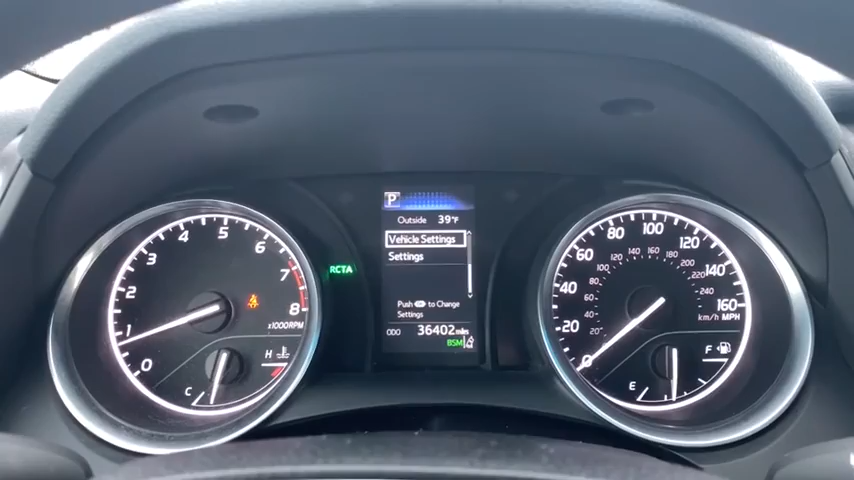 P
Outside 39°F
Vehicle Settings
Settings
Push to Change
Settings
ODO 36402 miles
BSM
RCTA
0 1 2 3 4 5 6 7 8
x1000RPM
C H
0 20 40 60 80 100 120 140 160
20 40 60 80 100 120 140 160 180 200 220 240
km/h MPH
E F